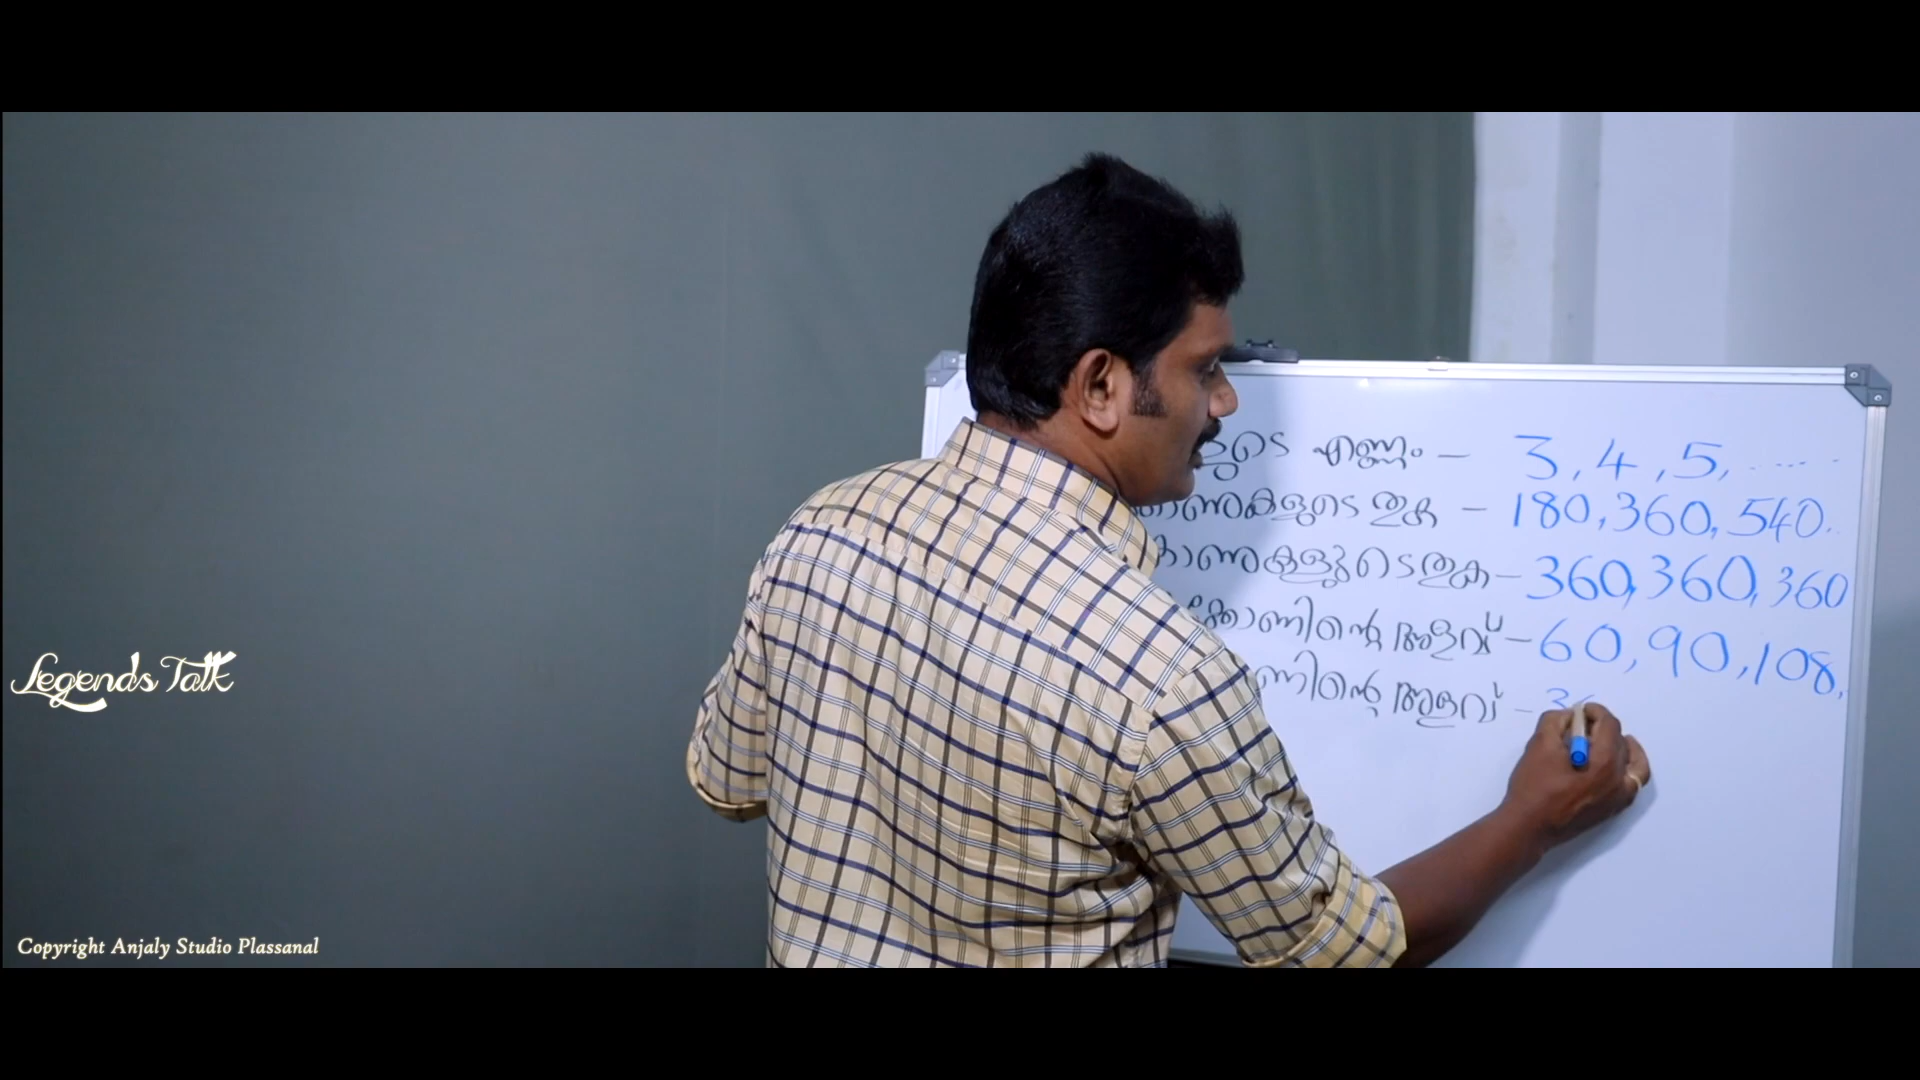 ളുടെ എണ്ണം - 3, 4, 5, .....
കോണുകളുടെ തുക - 180, 360, 540..
കോണുകളുടെ തുക - 360, 360, 360
കോണിന്റെ അളവ് - 60, 90, 108,
ണിന്റെ അളവ് - 36
Legends Talk
Copyright Anjaly Studio Plassanal